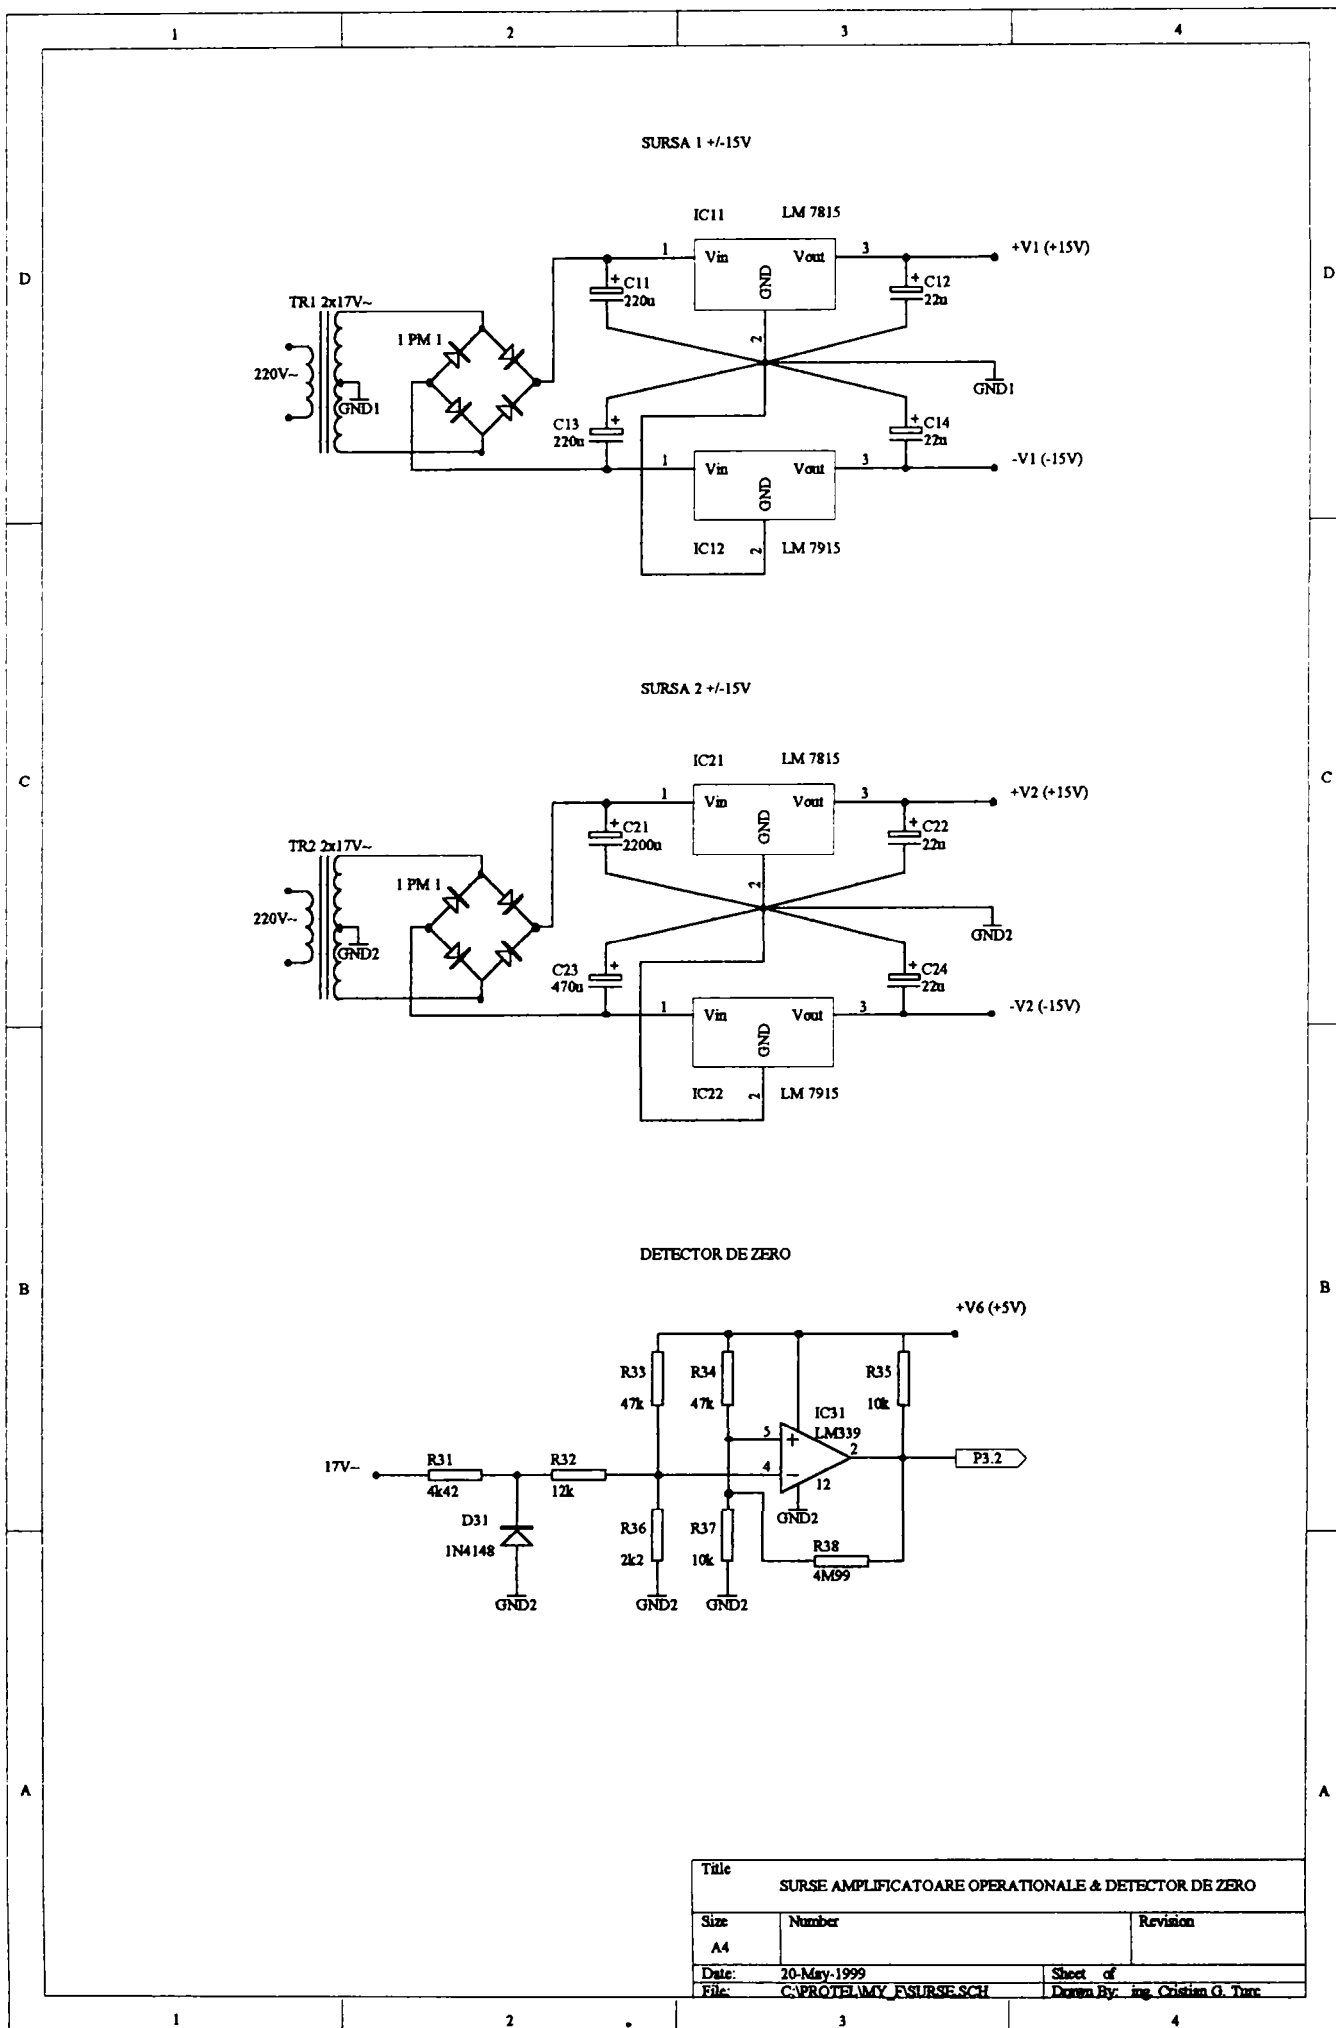 1 2 3 4
SURSA 1 +/-15V
IC11 LM 7815
1 Vin Vout 3 +V1 (+15V)
D D
+ C11 GND + C12
220u 22u
TR1 2x17V~
1 PM 1 2
220V~
GND1 GND1
C13 + + C14
220u 22u
1 Vin Vout 3 -V1 (-15V)
GND
IC12 2 LM 7915
SURSA 2 +/-15V
IC21 LM 7815
C C
1 Vin Vout 3 +V2 (+15V)
+ C21 GND + C22
2200u 22u
TR2 2x17V~
1 PM 1 2
220V~
GND2 GND2
C23 + + C24
470u 22u
1 Vin Vout 3 -V2 (-15V)
GND
IC22 2 LM 7915
DETECTOR DE ZERO
B B
+V6 (+5V)
R33 R34 R35
47k 47k 10k
IC31
LM339
5 +
2
P3.2
17V~ R31 R32 4 -
4k42 12k 12
GND2
D31 R36 R37
1N4148 2k2 10k
R38
4M99
GND2 GND2 GND2
A A
Title
SURSE AMPLIFICATOARE OPERATIONALE & DETECTOR DE ZERO
Size Number Revision
A4
Date: 20-May-1999 Sheet of
File: C:\PROTEL\MY_F\SURSE.SCH Drawn By: ing. Cristian G. Turc
1 2 3 4